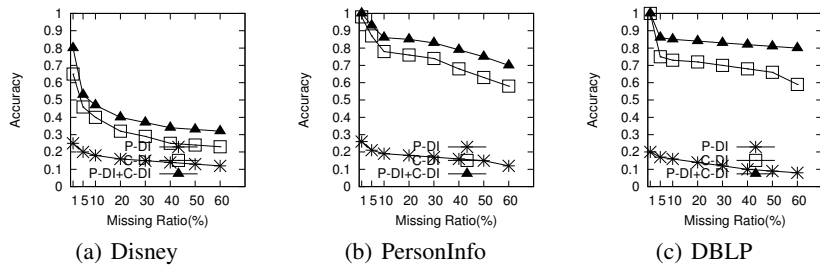 1
0.9
0.8
0.7
0.6
0.5
0.4
0.3
0.2
0.1
0
Accuracy
P-DI
C-DI
P-DI+C-DI
1 5 10 20 30 40 50 60
Missing Ratio(%)
(a) Disney
1
0.9
0.8
0.7
0.6
0.5
0.4
0.3
0.2
0.1
0
Accuracy
P-DI
C-DI
P-DI+C-DI
1 5 10 20 30 40 50 60
Missing Ratio(%)
(b) PersonInfo
1
0.9
0.8
0.7
0.6
0.5
0.4
0.3
0.2
0.1
0
Accuracy
P-DI
C-DI
P-DI+C-DI
1 5 10 20 30 40 50 60
Missing Ratio(%)
(c) DBLP